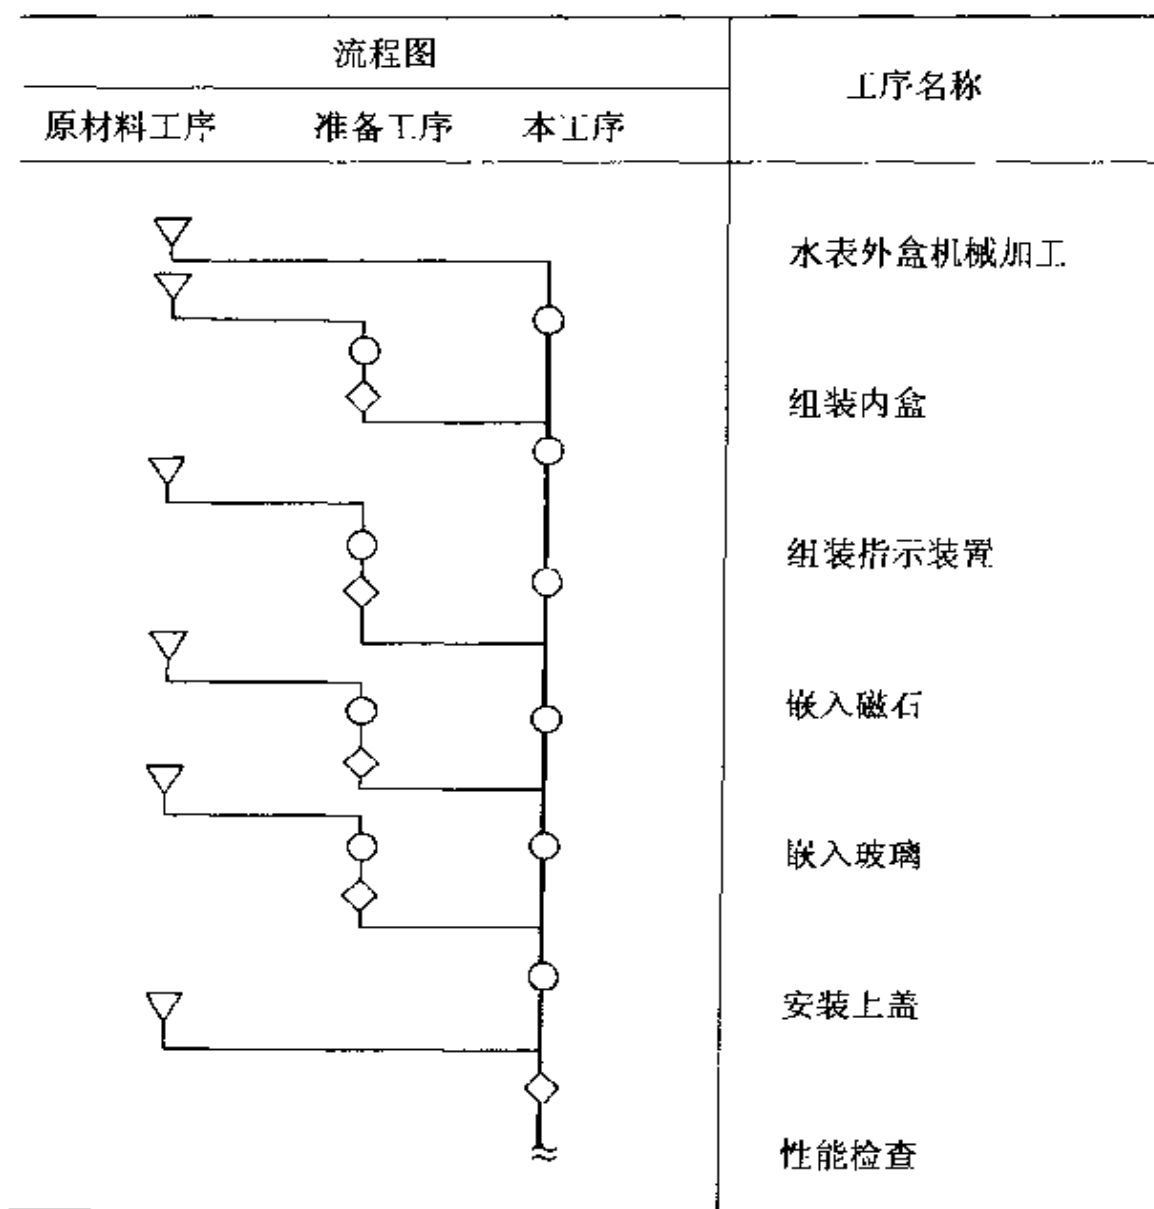 流程图
工序名称
原材料工序 准备工序 本工序
水表外盒机械加工
组装内盒
组装指示装置
嵌入磁石
嵌入玻璃
安装上盖
性能检查